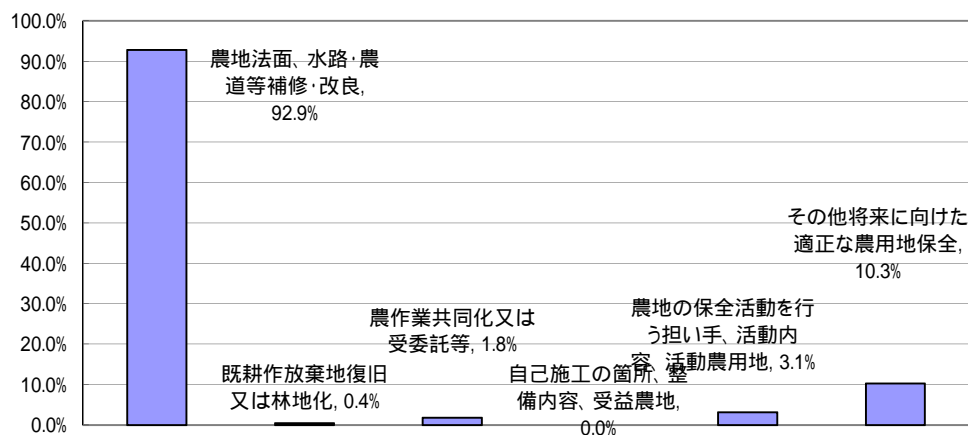 100.0%
90.0%
80.0%
70.0%
60.0%
50.0%
40.0%
30.0%
20.0%
10.0%
0.0%
農地法面、水路・農
道等補修・改良,
92.9%
既耕作放棄地復旧
又は林地化, 0.4%
農作業共同化又は
受委託等, 1.8%
自己施工の箇所、整
備内容、受益農地,
0.0%
農地の保全活動を行
う担い手、活動内
容、活動農用地, 3.1%
その他将来に向けた
適正な農用地保全,
10.3%